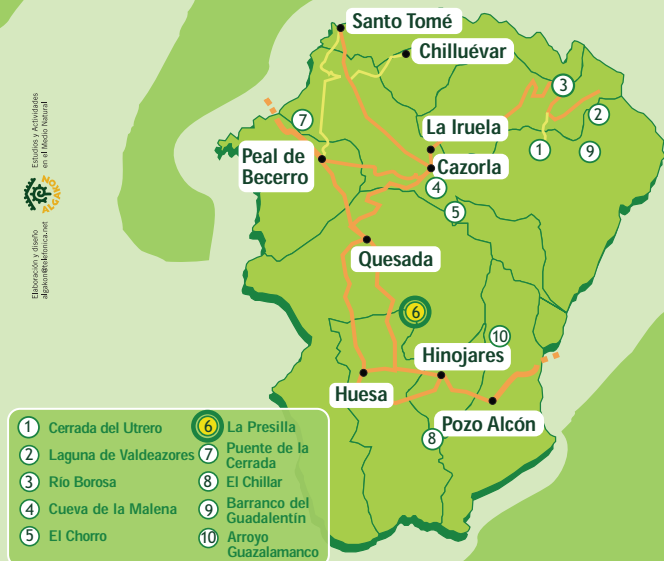 Santo Tomé
Chilluévar
3
2
7
La Iruela
1
9
Peal de
Becerro
Cazorla
4
5
Estudios y Actividades
en el Medio Natural
ALGAKON
Elaboración y diseño
algakon@telefonica.net
Quesada
6
10
Hinojares
Huesa
Pozo Alcón
8
1 Cerrada del Utrero
2 Laguna de Valdeazores
3 Río Borosa
4 Cueva de la Malena
5 El Chorro
6 La Presilla
7 Puente de la
Cerrada
8 El Chillar
9 Barranco del
Guadalentín
10 Arroyo
Guazalamanco